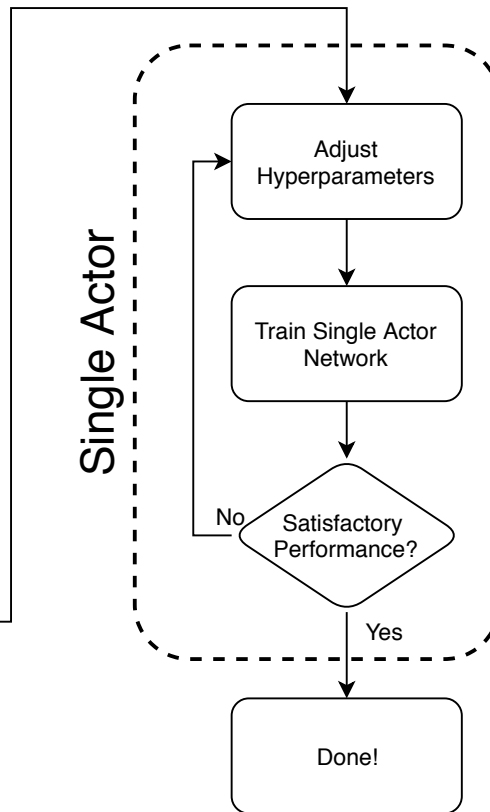 Single Actor
Adjust
Hyperparameters
Train Single Actor
Network
Satisfactory
Performance?
No
Yes
Done!